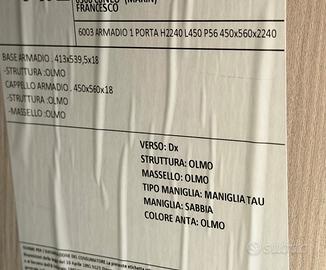 FRANCESCO
6003 ARMADIO 1 PORTA H2240 L450 P56 450x560x2240
BASE ARMADIO . 413x539,5x18
-STRUTTURA :OLMO
CAPPELLO ARMADIO . 450x560x18
-STRUTTURA :OLMO
-MASSELLO :OLMO
VERSO: Dx
STRUTTURA: OLMO
MASSELLO: OLMO
TIPO MANIGLIA: MANIGLIA TAU
MANIGLIA: SABBIA
COLORE ANTA: OLMO
subito